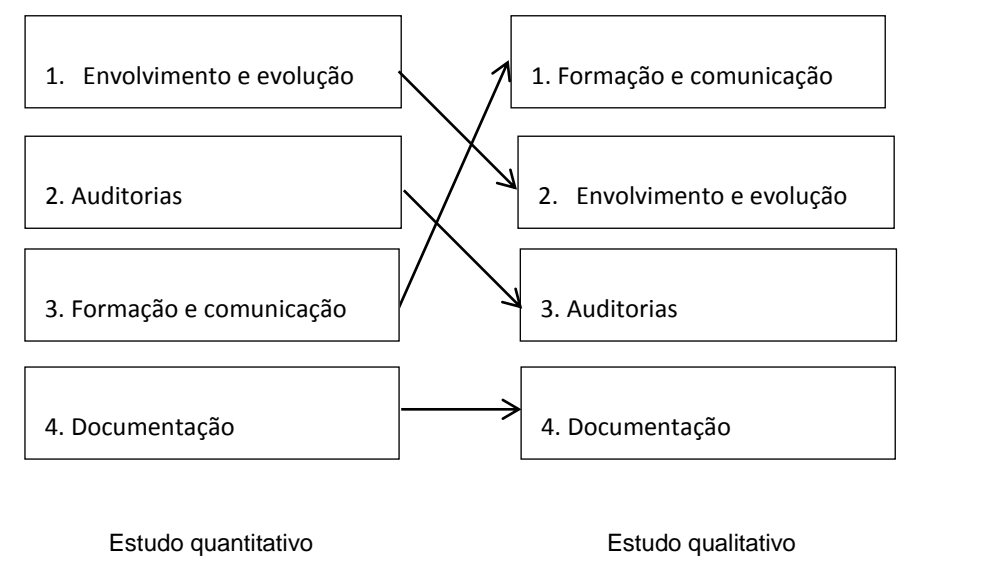 1. Envolvimento e evolução
1. Formação e comunicação
2. Auditorias
2. Envolvimento e evolução
3. Formação e comunicação
3. Auditorias
4. Documentação
4. Documentação
Estudo quantitativo
Estudo qualitativo